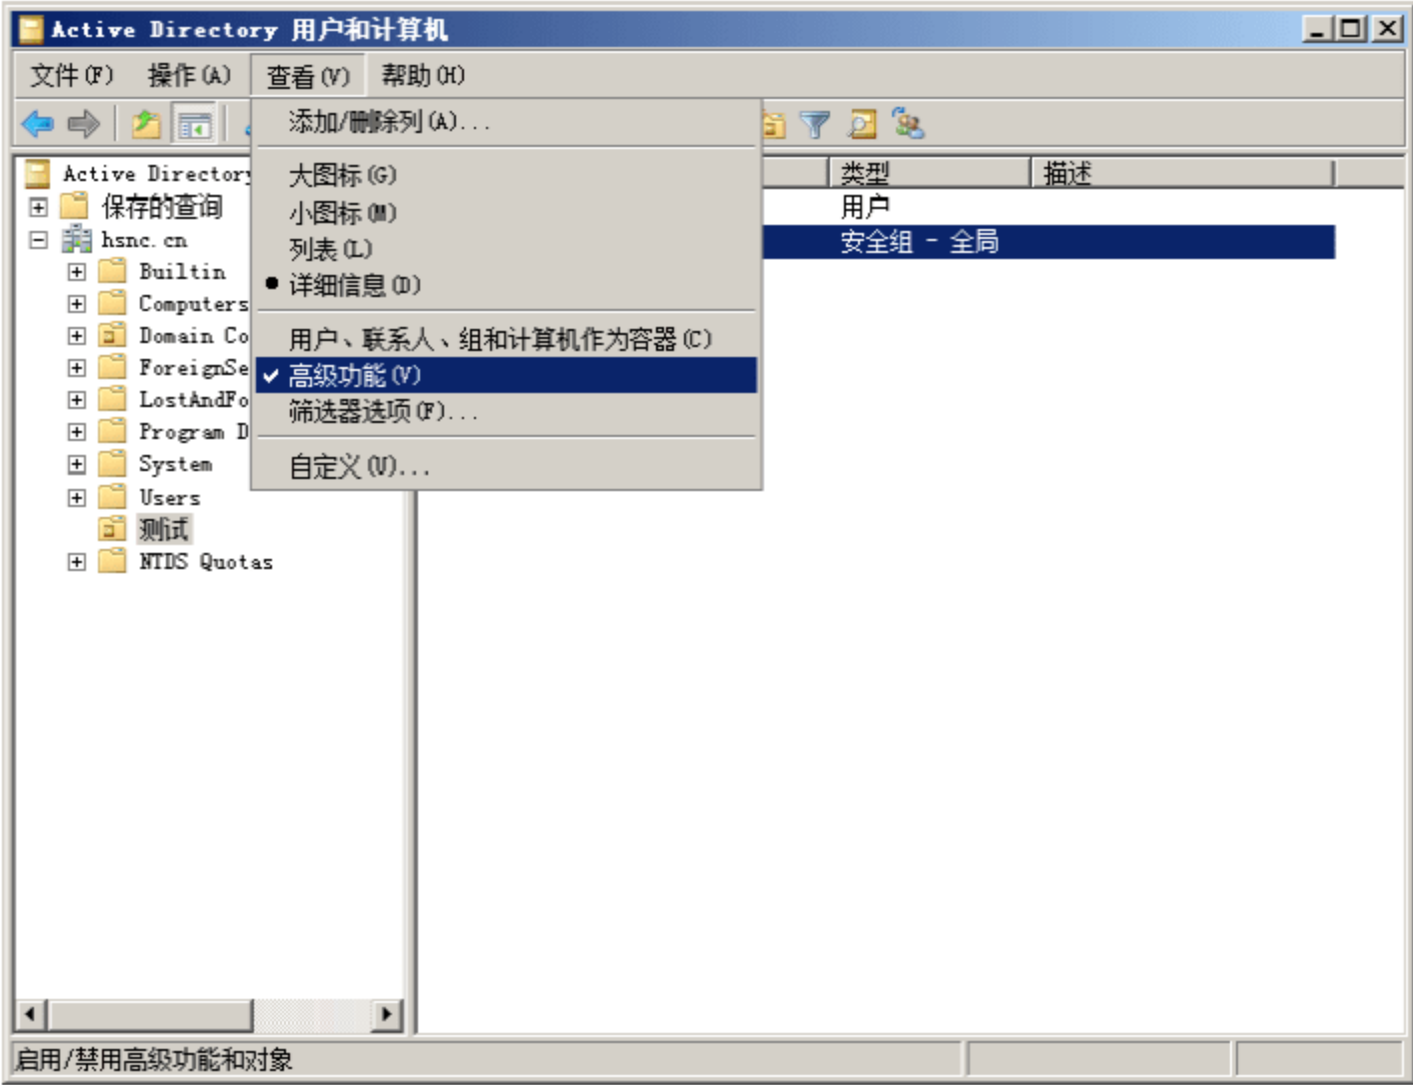 Active Directory 用户和计算机
文件(F) 操作(A) 查看(V) 帮助(H)
添加/删除列(A)...
大图标(G)
小图标(M)
列表(L)
详细信息(D)
用户、联系人、组和计算机作为容器(C)
高级功能(V)
筛选器选项(F)...
自定义(U)...
类型 描述
用户
安全组 - 全局
Active Directory
保存的查询
hsnc.cn
Builtin
Computers
Domain Co
ForeignSe
LostAndFo
Program D
System
Users
测试
NTDS Quotas
启用/禁用高级功能和对象